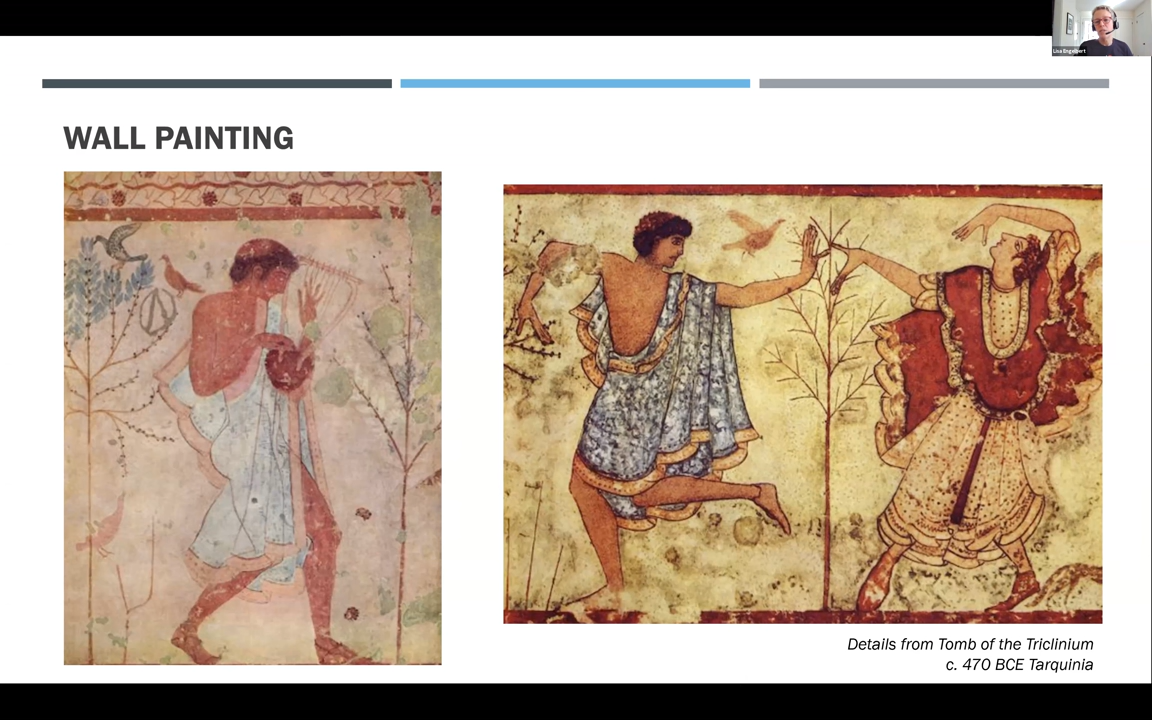 Lisa Engelbert
WALL PAINTING
Details from Tomb of the Triclinium
c. 470 BCE Tarquinia